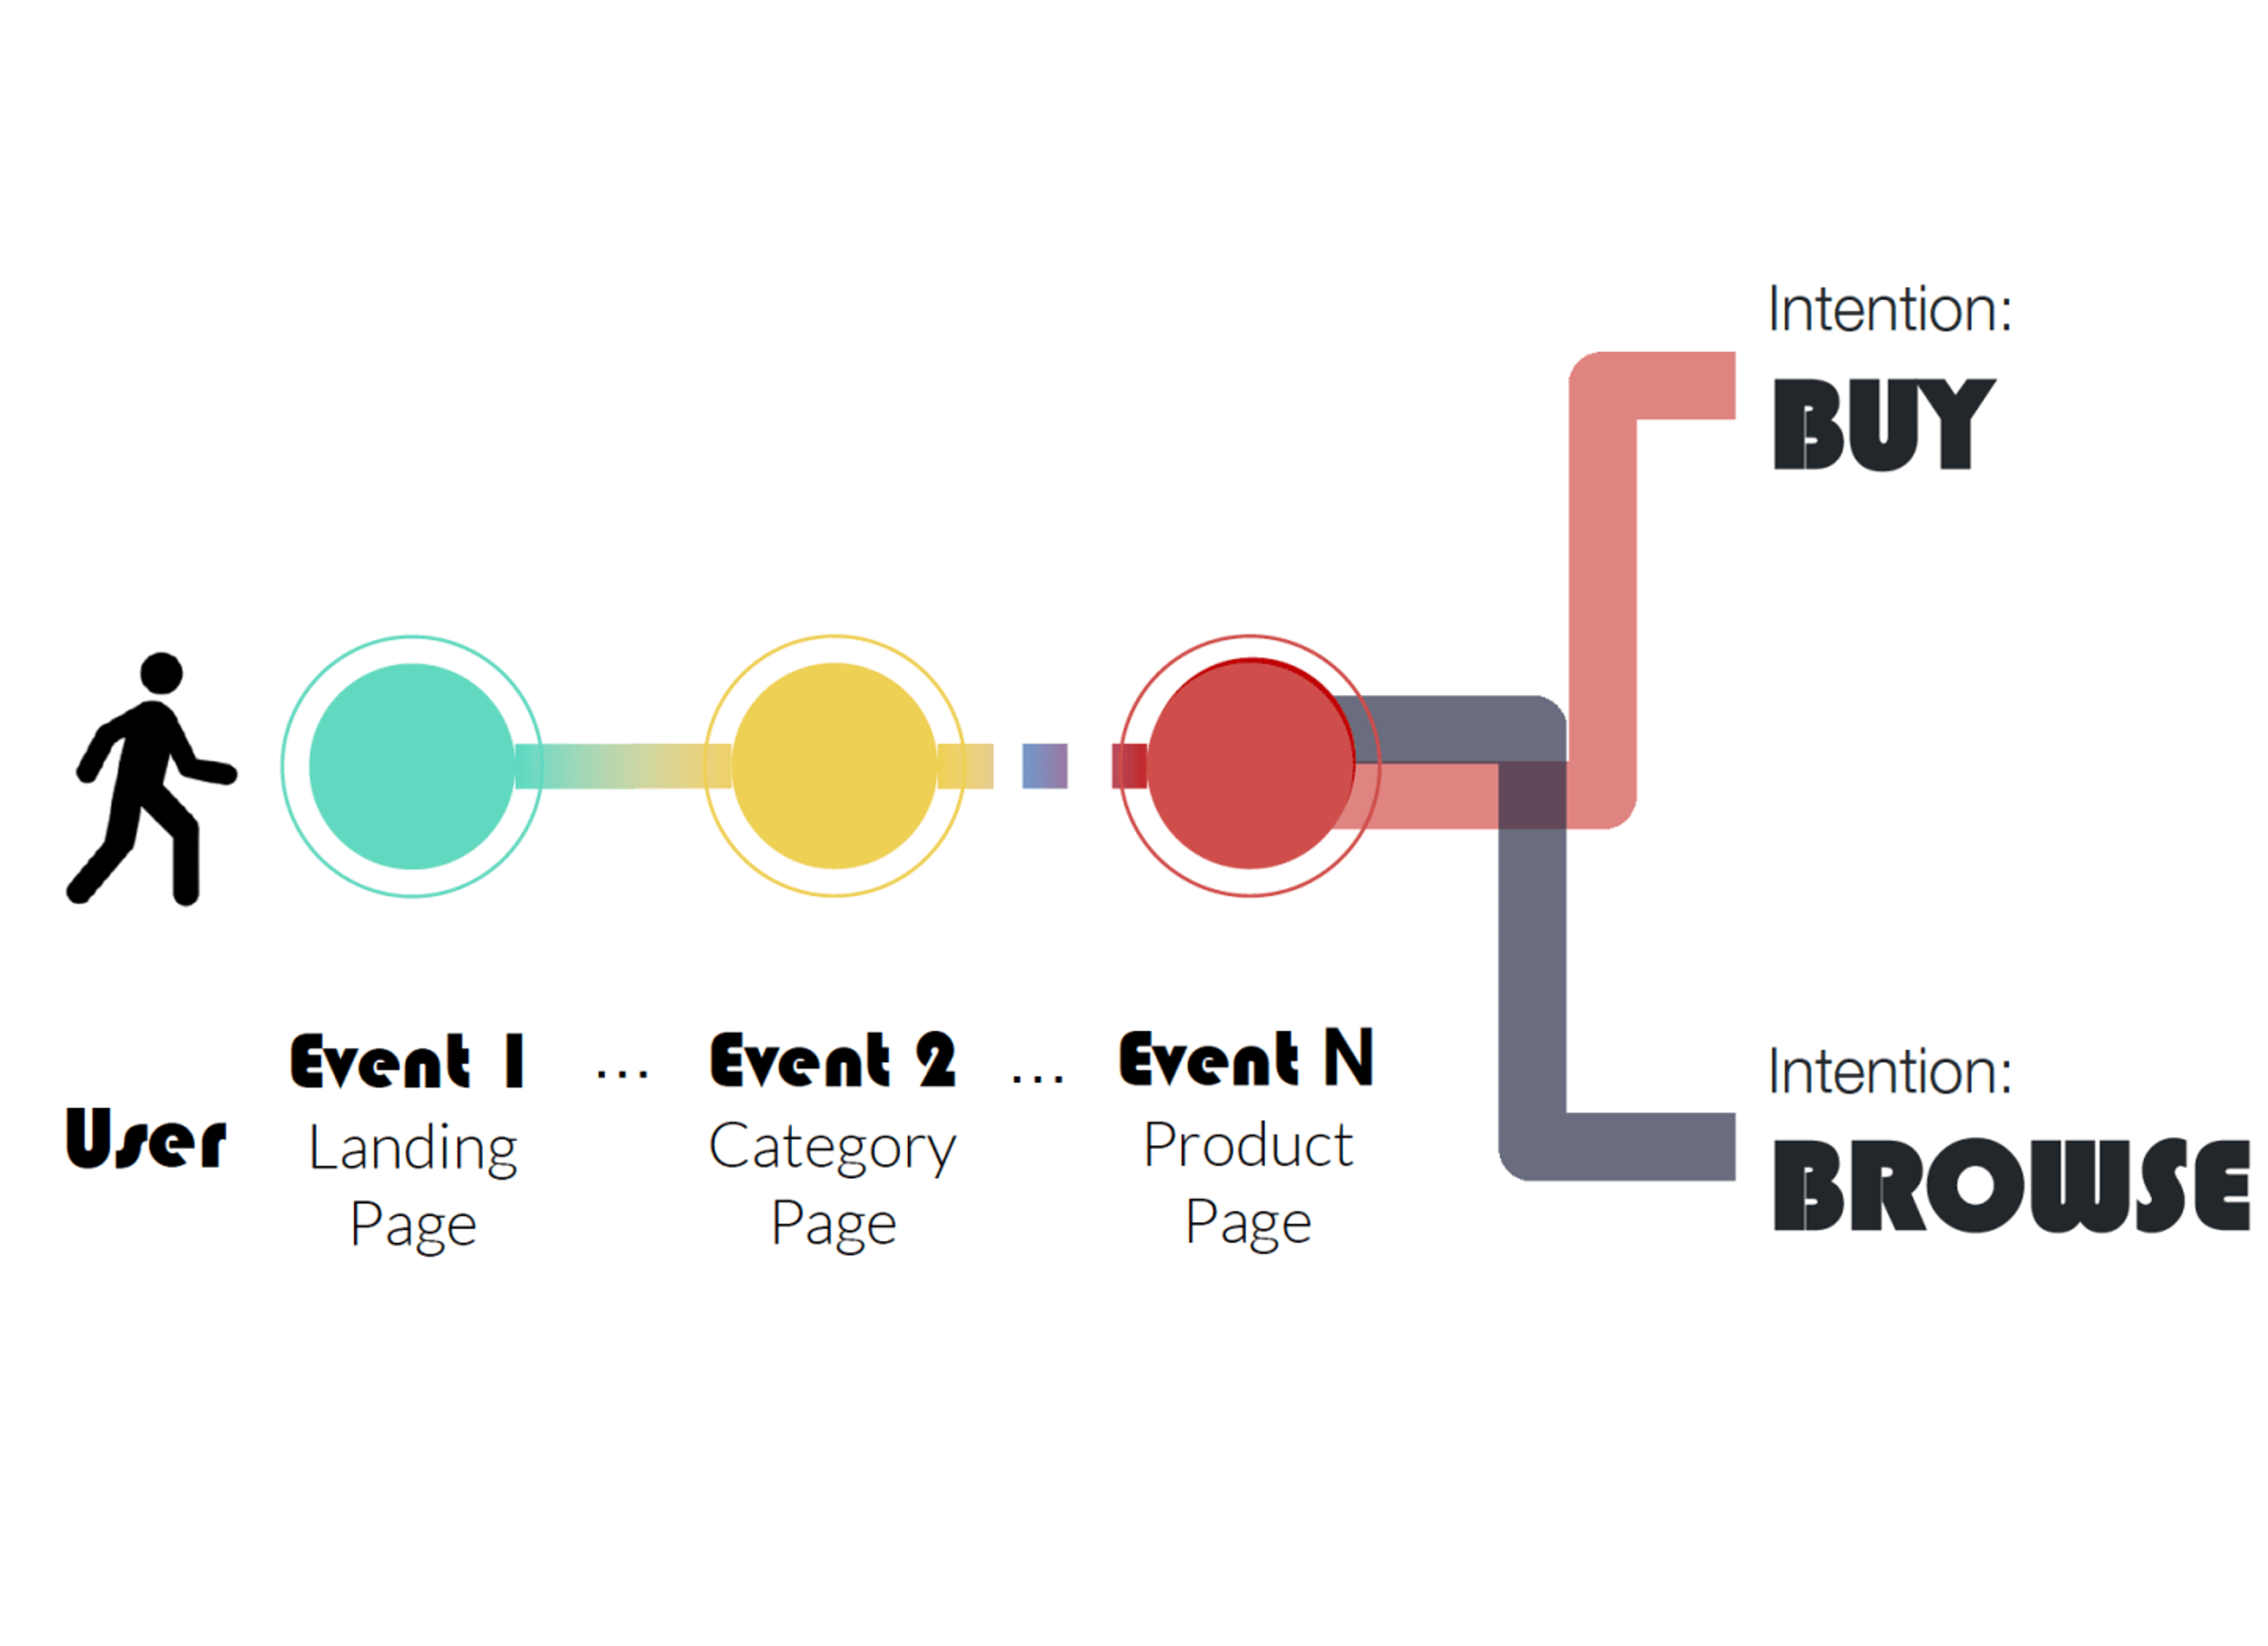 Intention:
BUY
User
Event 1
Landing
Page
...
Event 2
Category
Page
...
Event N
Product
Page
Intention:
BROWSE